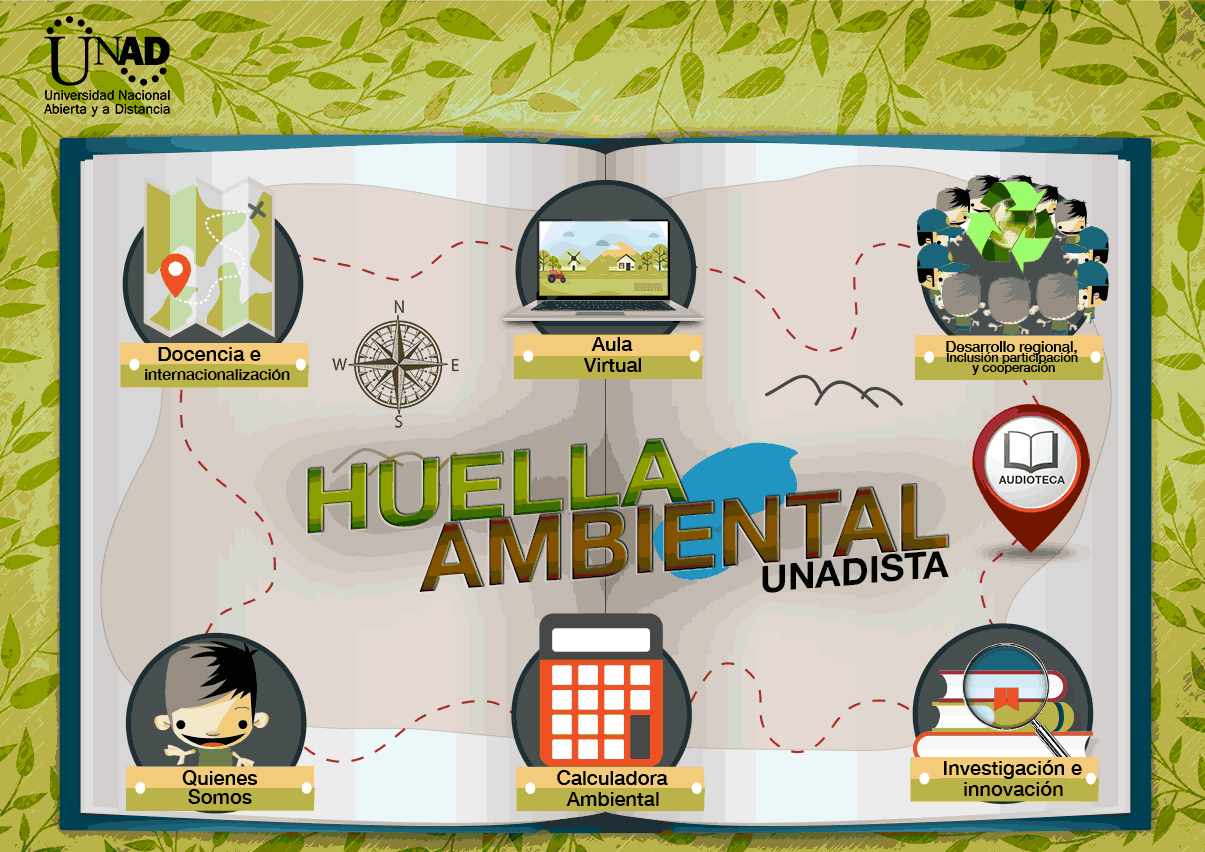 UNAD
Universidad Nacional
Abierta y a Distancia
Docencia e
internacionalización
Aula
Virtual
Desarrollo regional,
Inclusión participación
y cooperación
N
W
E
S
AUDIOTECA
HUELLA
AMBIENTAL
UNADISTA
Quienes
Somos
Calculadora
Ambiental
Investigación e
innovación